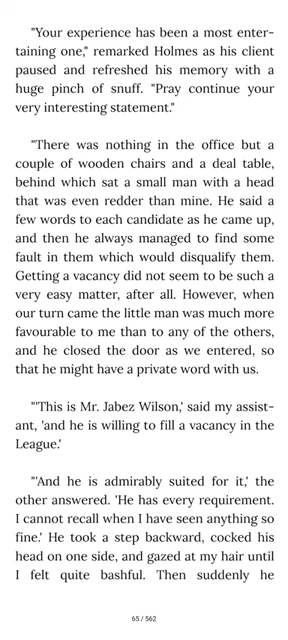 "Your experience has been a most enter-
taining one," remarked Holmes as his client
paused and refreshed his memory with a
huge pinch of snuff. "Pray continue your
very interesting statement."
"There was nothing in the office but a
couple of wooden chairs and a deal table,
behind which sat a small man with a head
that was even redder than mine. He said a
few words to each candidate as he came up,
and then he always managed to find some
fault in them which would disqualify them.
Getting a vacancy did not seem to be such a
very easy matter, after all. However, when
our turn came the little man was much more
favourable to me than to any of the others,
and he closed the door as we entered, so
that he might have a private word with us.
"'This is Mr. Jabez Wilson,' said my assist-
ant, 'and he is willing to fill a vacancy in the
League.'
"'And he is admirably suited for it,' the
other answered. 'He has every requirement.
I cannot recall when I have seen anything so
fine.' He took a step backward, cocked his
head on one side, and gazed at my hair until
I felt quite bashful. Then suddenly he
65 / 562